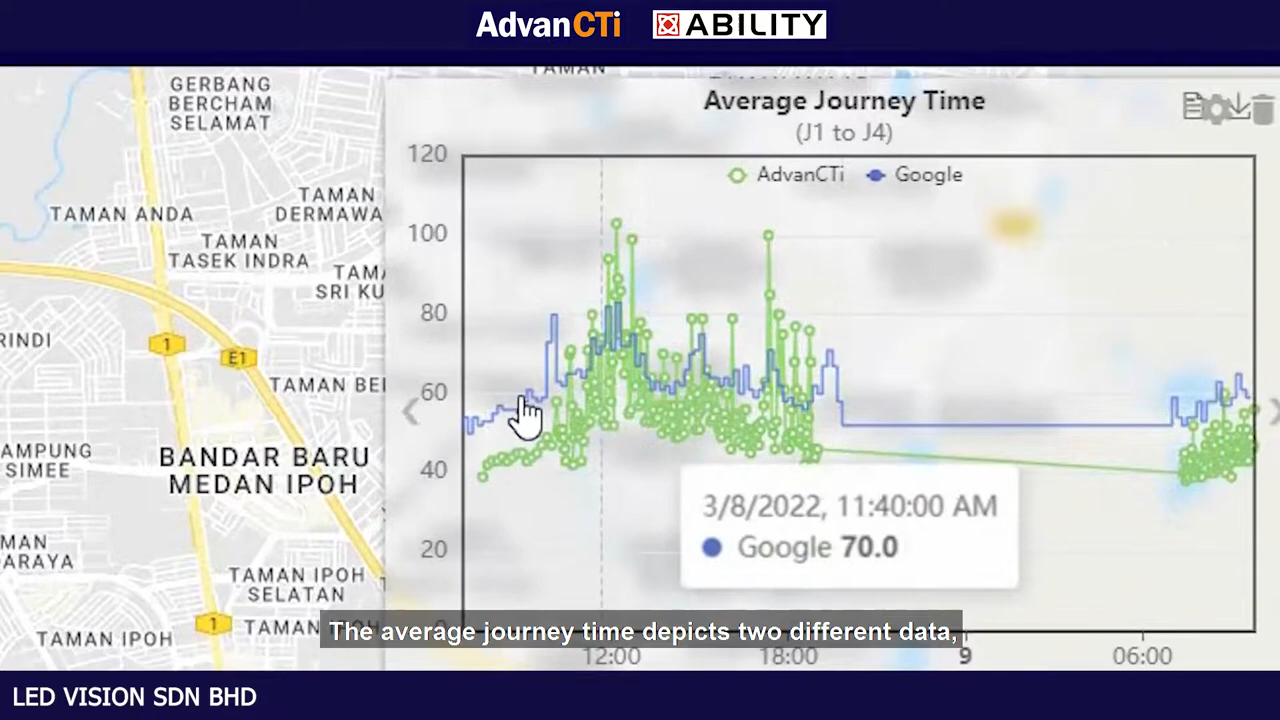 AdvanCTi ABILITY
GERBANG
BERCHAM
SELAMAT
TAMAN
TAMAN ANDA
TAMAN
DERMAWA
TAMAN
TASEK INDRA
TAMA
SRI KU
RINDI
1
E1
TAMAN BE
AMPUNG
SIMEE
BANDAR BARU
MEDAN IPOH
MAN
ARAYA
TAMAN IPOH
SELATAN
1
TAMAN
TAMAN IPOH
Average Journey Time
(J1 to J4)
AdvanCTi
Google
120
100
80
60
40
20
0
3/8/2022, 11:40:00 AM
Google 70.0
The average journey time depicts two different data,
12:00
18:00
9
06:00
LED VISION SDN BHD